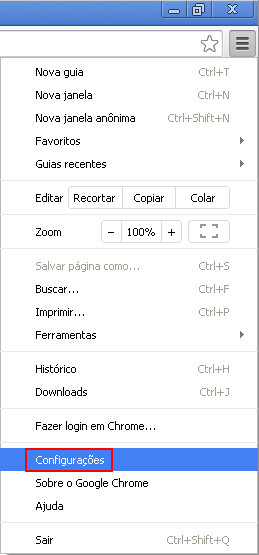 Nova guia Ctrl+T
Nova janela Ctrl+N
Nova janela anônima Ctrl+Shift+N
Favoritos
Guias recentes
Editar Recortar Copiar Colar
Zoom − 100% +
Salvar página como... Ctrl+S
Buscar... Ctrl+F
Imprimir... Ctrl+P
Ferramentas
Histórico Ctrl+H
Downloads Ctrl+J
Fazer login em Chrome...
Configurações
Sobre o Google Chrome
Ajuda
Sair Ctrl+Shift+Q